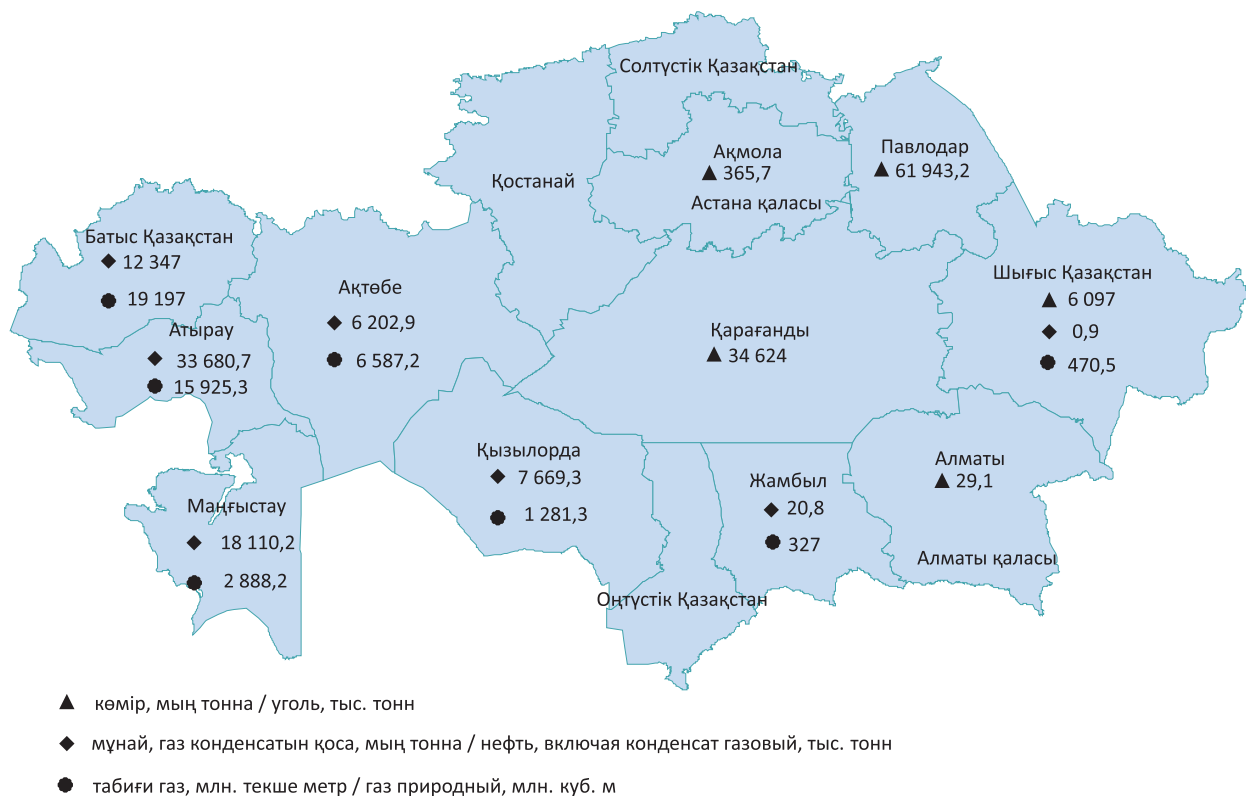 Солтүстік Қазақстан
Ақмола
365,7
Астана қаласы
Павлодар
61 943,2
Қостанай
Батыс Қазақстан
12 347
19 197
Ақтөбе
6 202,9
6 587,2
Атырау
33 680,7
15 925,3
Қарағанды
34 624
Шығыс Қазақстан
6 097
0,9
470,5
Маңғыстау
18 110,2
2 888,2
Қызылорда
7 669,3
1 281,3
Жамбыл
20,8
327
Алматы
29,1
Алматы қаласы
Оңтүстік Қазақстан
көмір, мың тонна / уголь, тыс. тонн
мұнай, газ конденсатын қоса, мың тонна / нефть, включая конденсат газовый, тыс. тонн
табиғи газ, млн. текше метр / газ природный, млн. куб. м